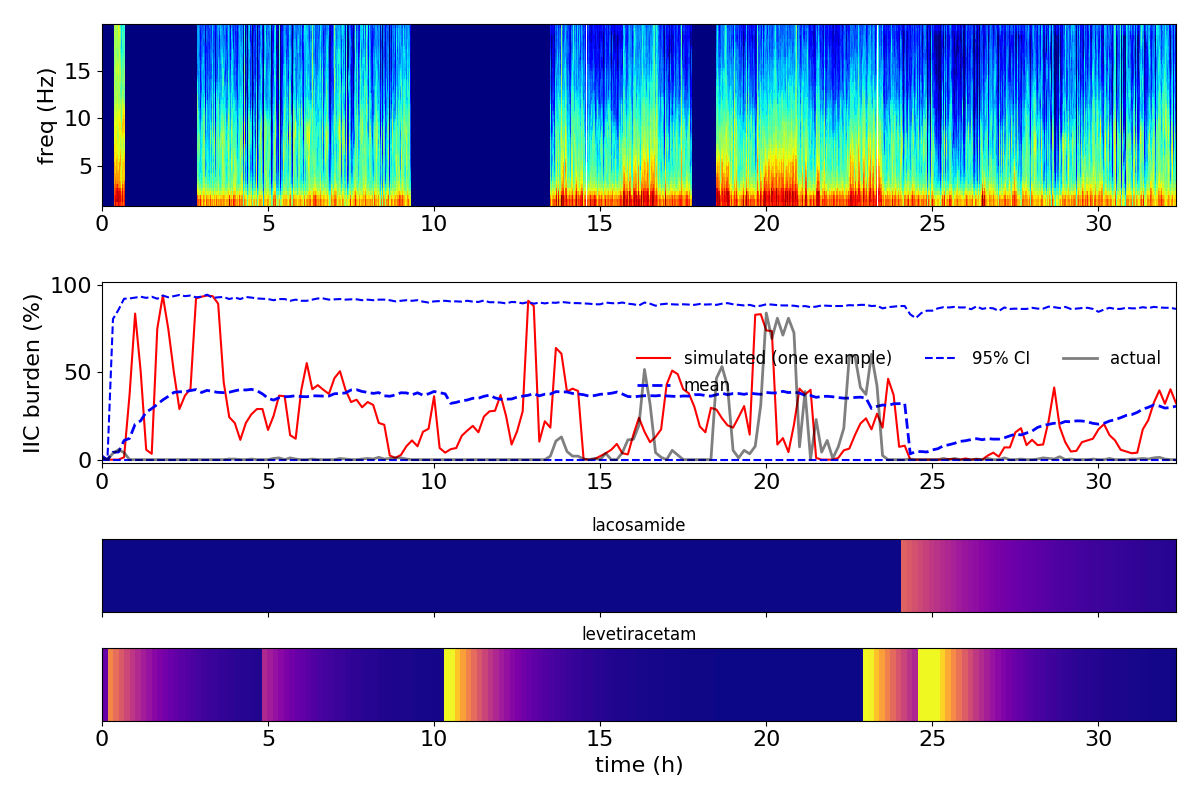 freq (Hz)
15
10
5
0 5 10 15 20 25 30
IIC burden (%)
100
50
0
simulated (one example) 95% CI actual
mean
0 5 10 15 20 25 30
lacosamide
levetiracetam
0 5 10 15 20 25 30
time (h)